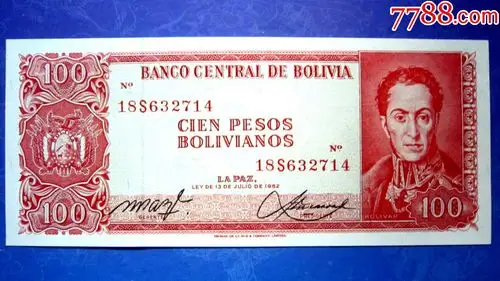 7788.com
100
BANCO CENTRAL DE BOLIVIA
Nº
18S632714
CIEN PESOS
BOLIVIANOS
Nº
18S632714
LA PAZ,
LEY DE 13 DE JULIO DE 1962
100
BOLIVAR
100